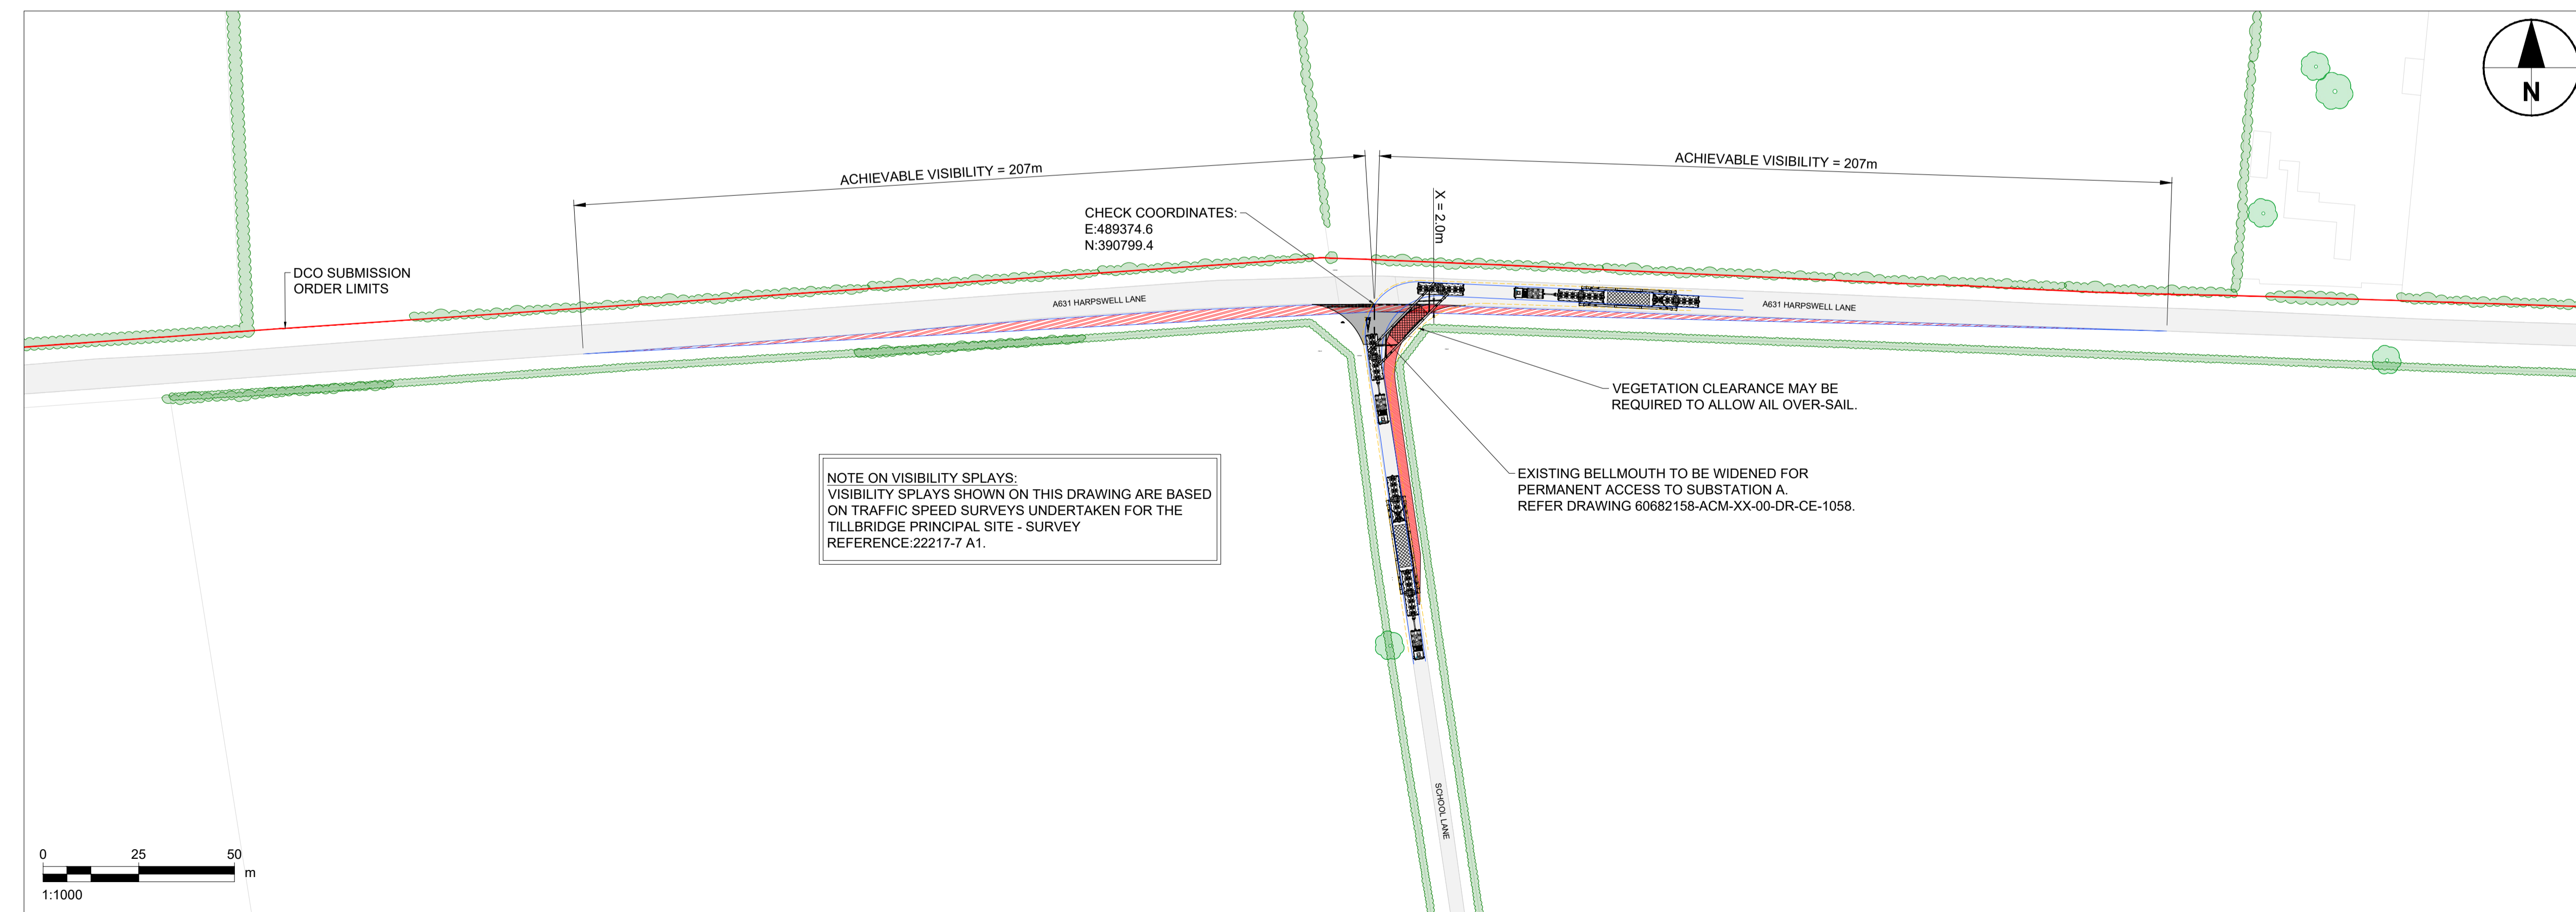 N
ACHIEVABLE VISIBILITY = 207m
ACHIEVABLE VISIBILITY = 207m
X = 2.0m
CHECK COORDINATES:
E:489374.6
N:390799.4
DCO SUBMISSION
ORDER LIMITS
A631 HARPSWELL LANE
A631 HARPSWELL LANE
VEGETATION CLEARANCE MAY BE
REQUIRED TO ALLOW AIL OVER-SAIL.
EXISTING BELLMOUTH TO BE WIDENED FOR
PERMANENT ACCESS TO SUBSTATION A.
REFER DRAWING 60682158-ACM-XX-00-DR-CE-1058.
NOTE ON VISIBILITY SPLAYS:
VISIBILITY SPLAYS SHOWN ON THIS DRAWING ARE BASED
ON TRAFFIC SPEED SURVEYS UNDERTAKEN FOR THE
TILLBRIDGE PRINCIPAL SITE - SURVEY
REFERENCE:22217-7 A1.
SCHOOL LANE
0 25 50
m
1:1000